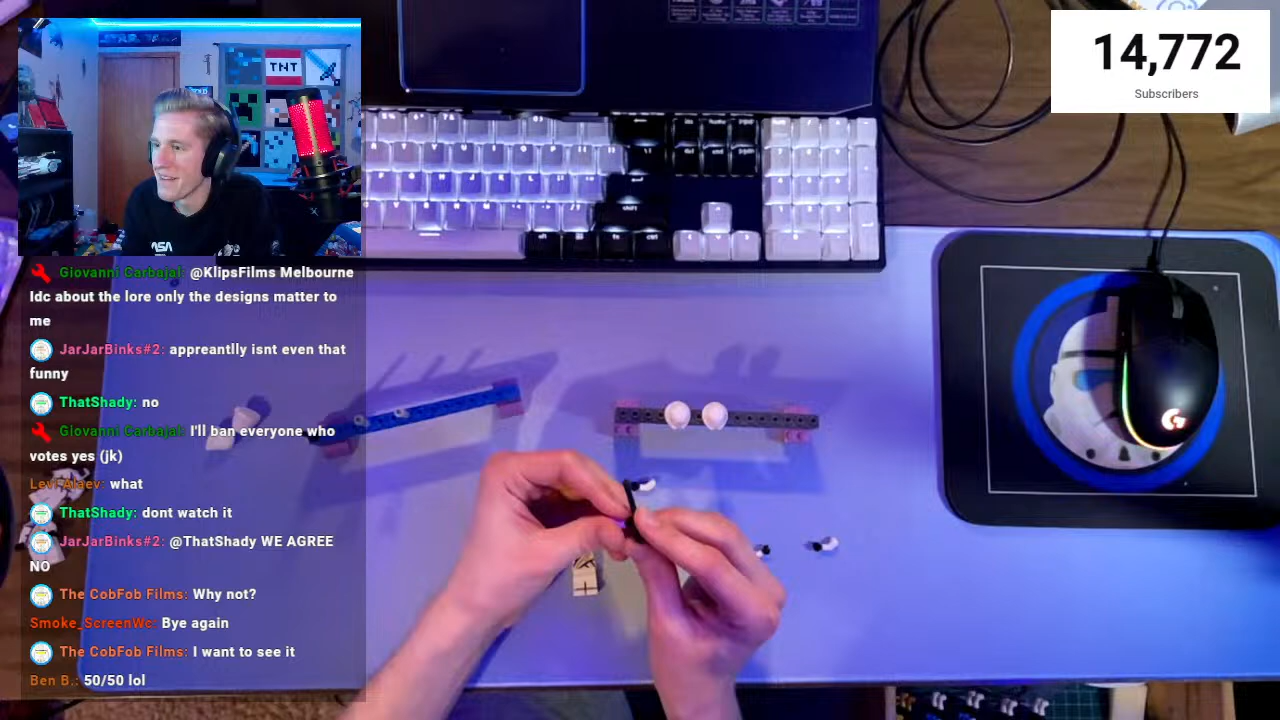 14,772
Subscribers
TNT
Giovanni Carbajal: @KlipsFilms Melbourne
Idc about the lore only the designs matter to
me
JarJarBinks#2: appreantlly isnt even that
funny
ThatShady: no
Giovanni Carbajal: I'll ban everyone who
votes yes (jk)
Levi Alaev: what
ThatShady: dont watch it
JarJarBinks#2: @ThatShady WE AGREE
NO
The CobFob Films: Why not?
Smoke_ScreenWc: Bye again
The CobFob Films: I want to see it
Ben B.: 50/50 lol